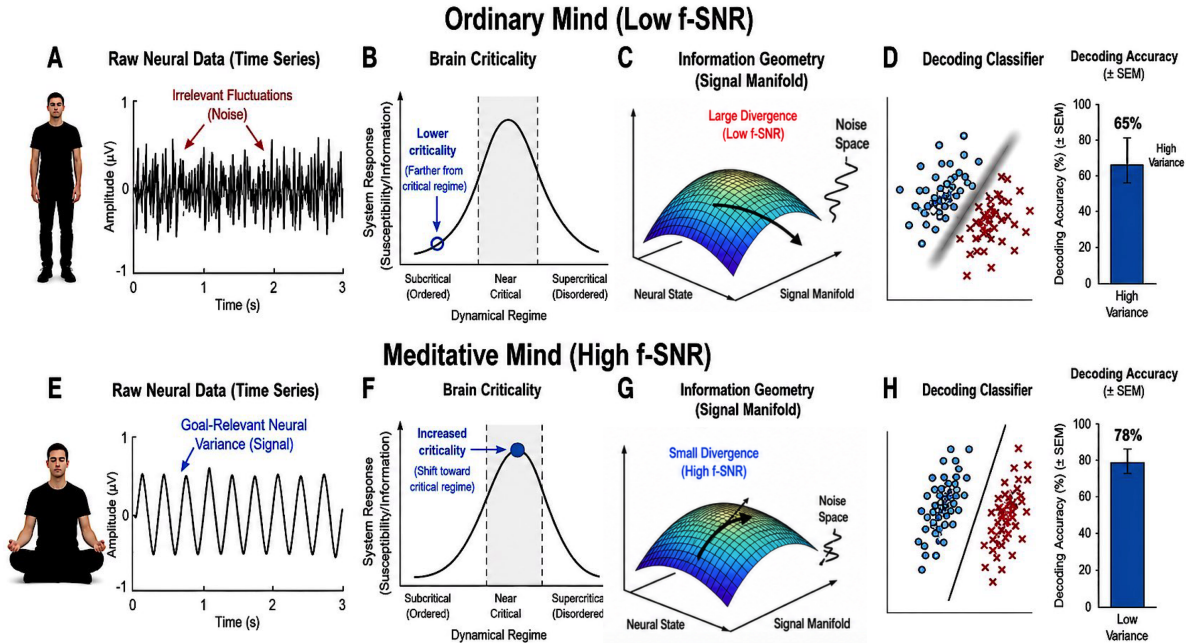 Ordinary Mind (Low f-SNR)
A
Raw Neural Data (Time Series)
Irrelevant Fluctuations
(Noise)
Amplitude (µV)
1
0
-1
0
1
2
3
Time (s)
B
Brain Criticality
System Response
(Susceptibility/Information)
Lower
criticality
(Farther from
critical regime)
Subcritical
(Ordered)
Near
Critical
Supercritical
(Disordered)
Dynamical Regime
C
Information Geometry
(Signal Manifold)
Large Divergence
(Low f-SNR)
Noise
Space
Neural State
Signal Manifold
D
Decoding Classifier
Decoding Accuracy
(± SEM)
Decoding Accuracy (%) (± SEM)
100
80
60
40
20
0
65%
High
Variance
High
Variance
Meditative Mind (High f-SNR)
E
Raw Neural Data (Time Series)
Goal-Relevant Neural
Variance (Signal)
Amplitude (µV)
1
0
-1
0
1
2
3
Time (s)
F
Brain Criticality
System Response
(Susceptibility/Information)
Increased
criticality
(Shift toward
critical regime)
Subcritical
(Ordered)
Near
Critical
Supercritical
(Disordered)
Dynamical Regime
G
Information Geometry
(Signal Manifold)
Small Divergence
(High f-SNR)
Noise
Space
Neural State
Signal Manifold
H
Decoding Classifier
Decoding Accuracy
(± SEM)
Decoding Accuracy (%) (± SEM)
100
80
60
40
20
0
78%
Low Variance